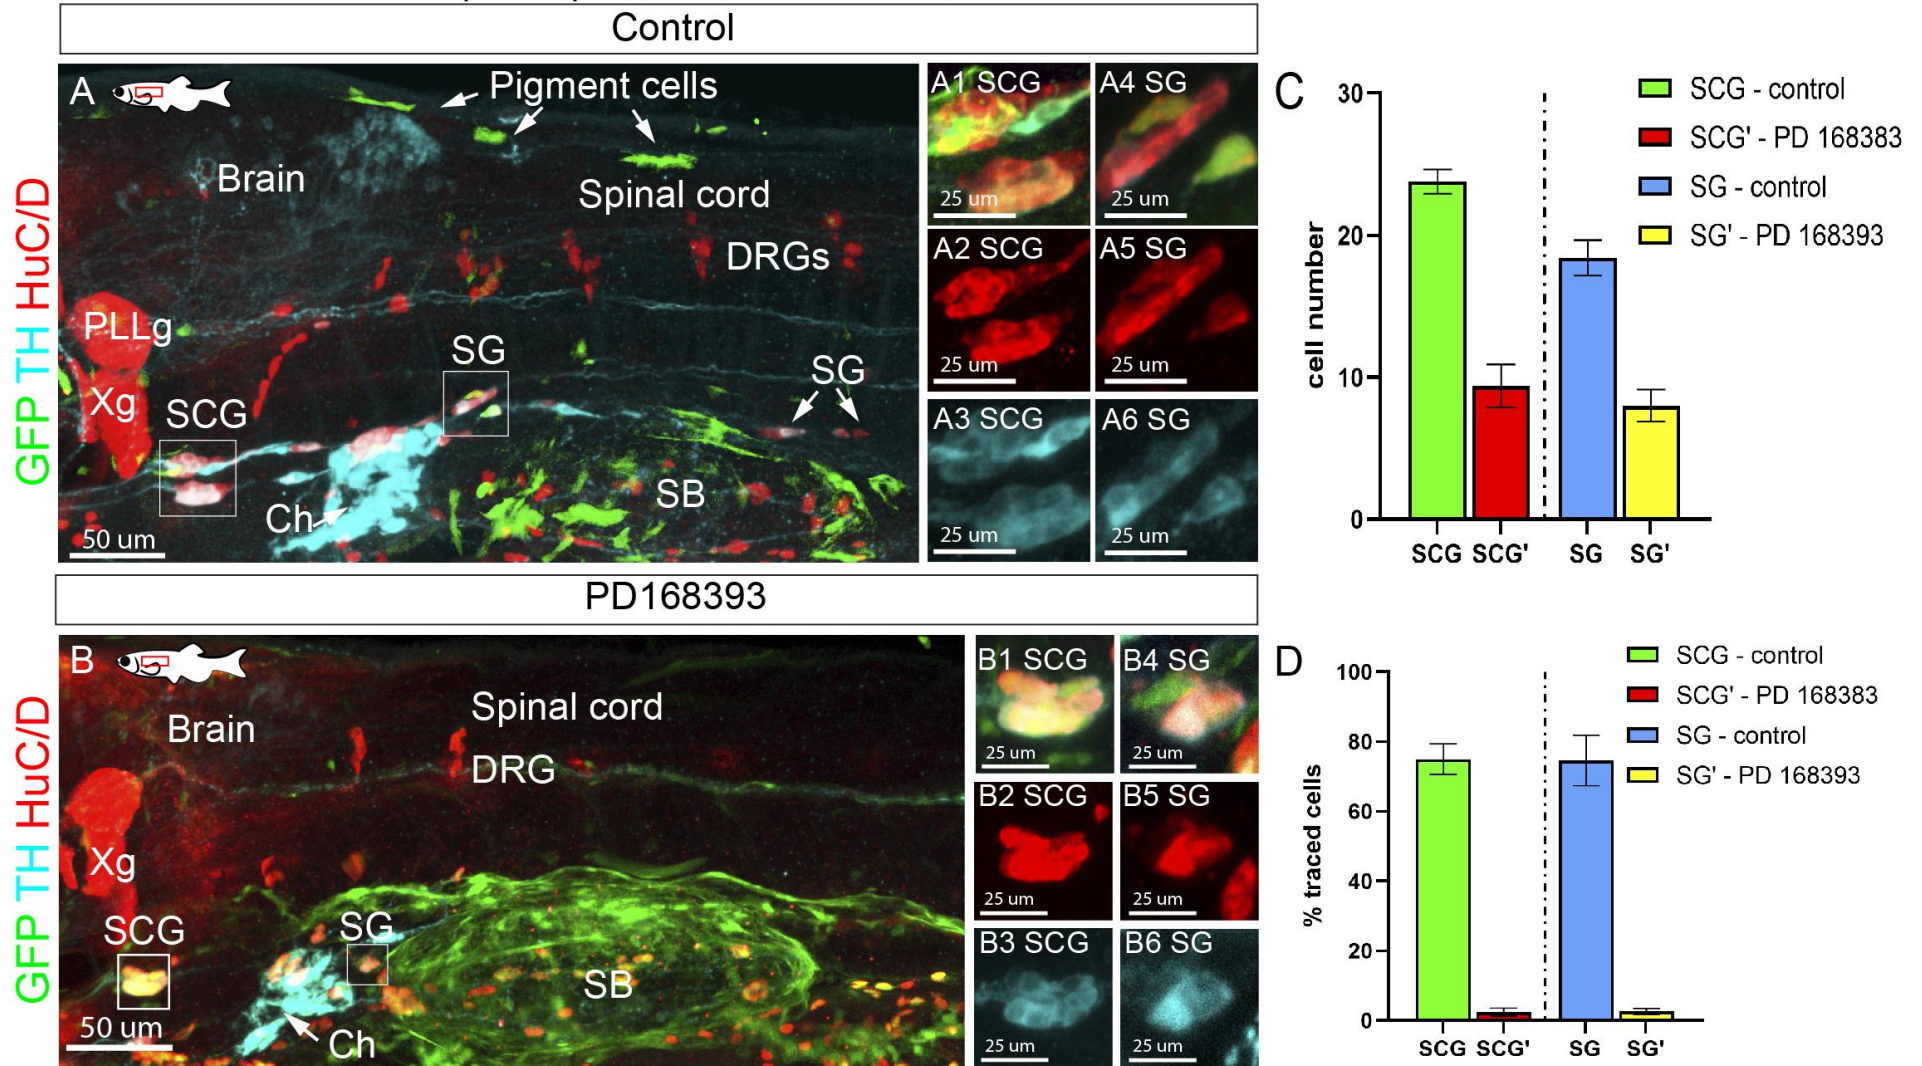 Control
GFP TH HuC/D
A
Pigment cells
Brain
Spinal cord
DRGs
PLLg
Xg
SCG
SG
SG
Ch
SB
50 um
A1 SCG
25 um
A4 SG
25 um
A2 SCG
25 um
A5 SG
25 um
A3 SCG
25 um
A6 SG
25 um
PD168393
GFP TH HuC/D
B
Brain
Spinal cord
DRG
Xg
SCG
SG
SB
Ch
50 um
B1 SCG
25 um
B4 SG
25 um
B2 SCG
25 um
B5 SG
25 um
B3 SCG
25 um
B6 SG
25 um
C
cell number
30
20
10
0
SCG SCG' SG SG'
SCG - control
SCG' - PD 168383
SG - control
SG' - PD 168393
D
% traced cells
100
80
60
40
20
0
SCG SCG' SG SG'
SCG - control
SCG' - PD 168383
SG - control
SG' - PD 168393